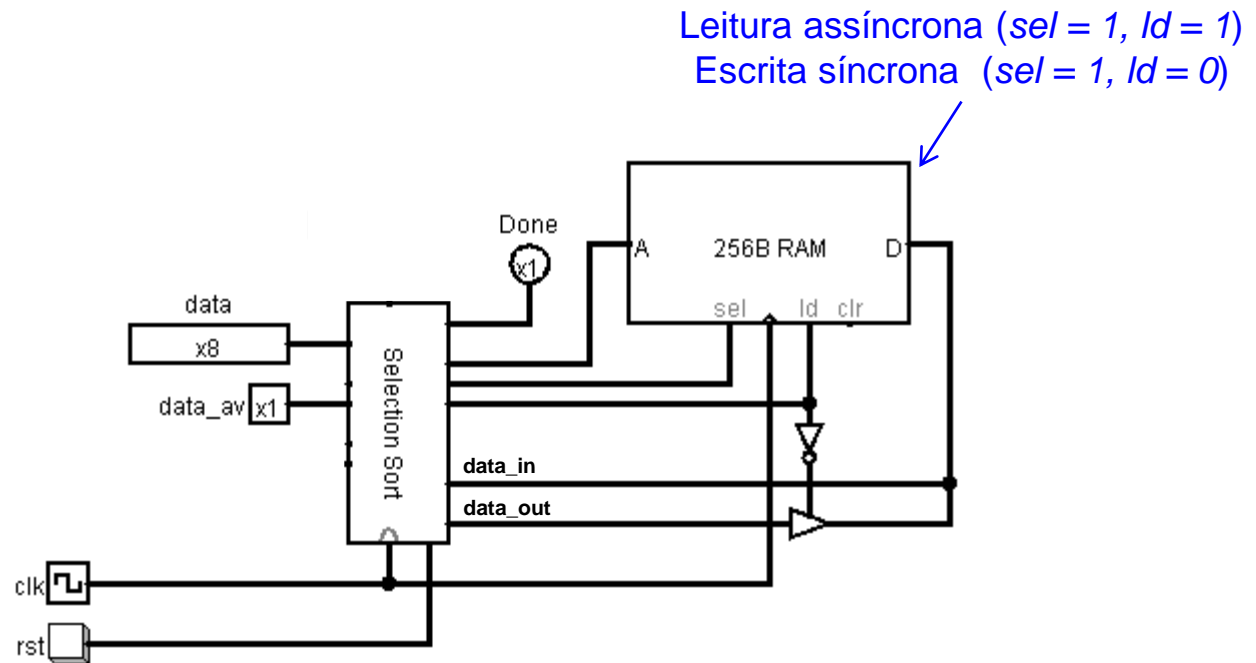 Leitura assíncrona (sel = 1, ld = 1)
Escrita síncrona (sel = 1, ld = 0)
Done
x1
A
256B RAM
D
sel
ld
clr
data
x8
data_av
x1
Selection Sort
data_in
data_out
clk
rst